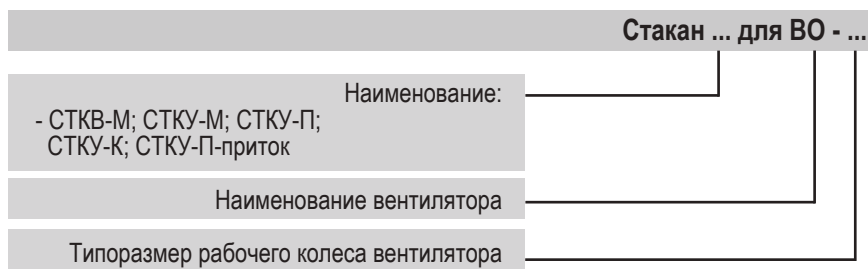 Стакан ... для ВО - ...
Наименование:
- СТКВ-М; СТКУ-М; СТКУ-П;
СТКУ-К; СТКУ-П-приток
Наименование вентилятора
Типоразмер рабочего колеса вентилятора